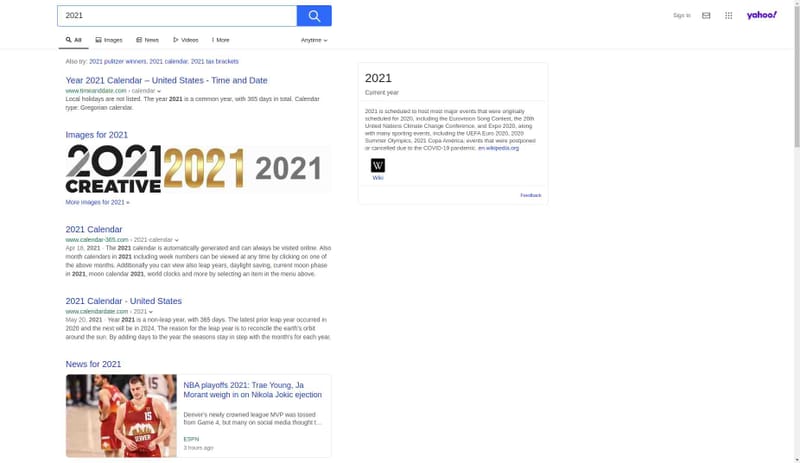 2021
Sign In
yahoo!
All
Images
News
Videos
More
Anytime
Also try: 2021 pulitzer winners, 2021 calendar, 2021 tax brackets
Year 2021 Calendar – United States - Time and Date
www.timeanddate.com › calendar
Local holidays are not listed. The year 2021 is a common year, with 365 days in total. Calendar
type: Gregorian calendar.
Images for 2021
2021
CREATIVE
2021
2021
More Images for 2021 »
2021 Calendar
www.calendar-365.com › 2021-calendar
Apr 18, 2021 · The 2021 calendar is automatically generated and can always be visited online. Also
month calendars in 2021 including week numbers can be viewed at any time by clicking on one of
the above months. Additionally you can view also leap years, daylight saving, current moon phase
in 2021, moon calendar 2021, world clocks and more by selecting an item in the menu above.
2021 Calendar - United States
www.calendardate.com › 2021
May 20, 2021 · Year 2021 is a non-leap year, with 365 days. The latest prior leap year occurred in
2020 and the next will be in 2024. The reason for the leap year is to reconcile the earth's orbit
around the sun. By adding days to the year the seasons stay in step with the month's for each year.
News for 2021
15
DENVER
NBA playoffs 2021: Trae Young, Ja
Morant weigh in on Nikola Jokic ejection
Denver's newly crowned league MVP was tossed
from Game 4, but many on social media thought t...
ESPN
3 hours ago
2021
Current year
2021 is scheduled to host most major events that were originally
scheduled for 2020, including the Eurovision Song Contest, the 26th
United Nations Climate Change Conference, and Expo 2020, along
with many sporting events, including the UEFA Euro 2020, 2020
Summer Olympics, 2021 Copa América, events that were postponed
or cancelled due to the COVID-19 pandemic. en.wikipedia.org
W
Wiki
Feedback